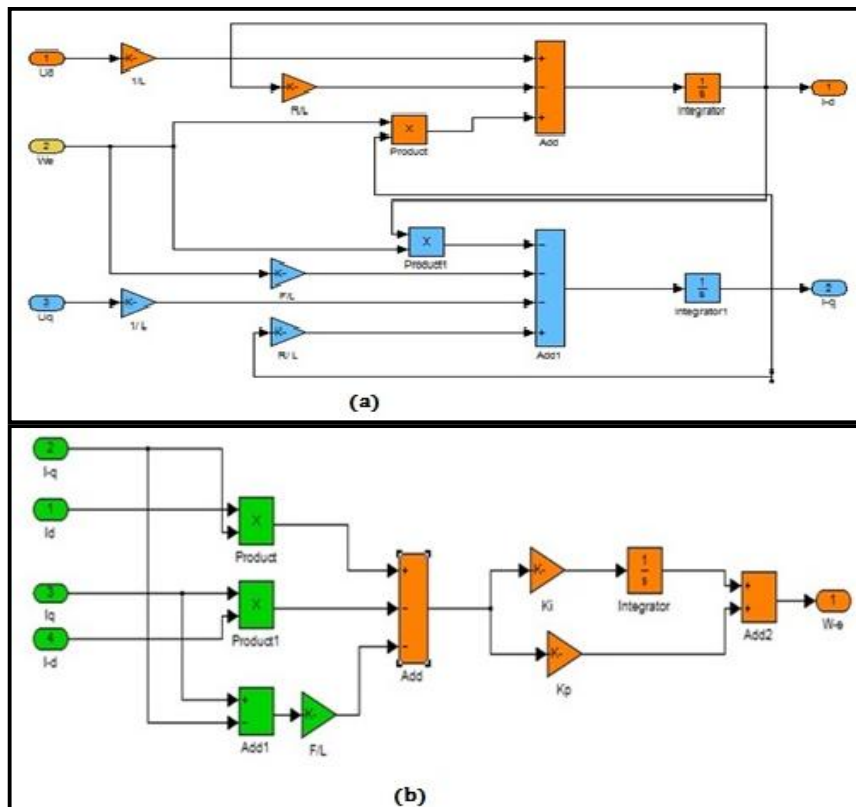 1
Ud
K-
1/L
K-
R/L
+
−
+
Add
1
s
Integrator
1
I-d
2
We
X
Product
X
Product1
K-
F/L
3
Uq
K-
1/ L
K-
R/ L
−
−
−
+
Add1
1
s
Integrator1
2
I-q
(a)
2
I-q
1
Id
3
Iq
4
I-d
X
Product
X
Product1
+
−
Add1
K-
F/L
+
−
−
Add
K-
Ki
1
s
Integrator
K-
Kp
+
+
Add2
1
W-e
(b)